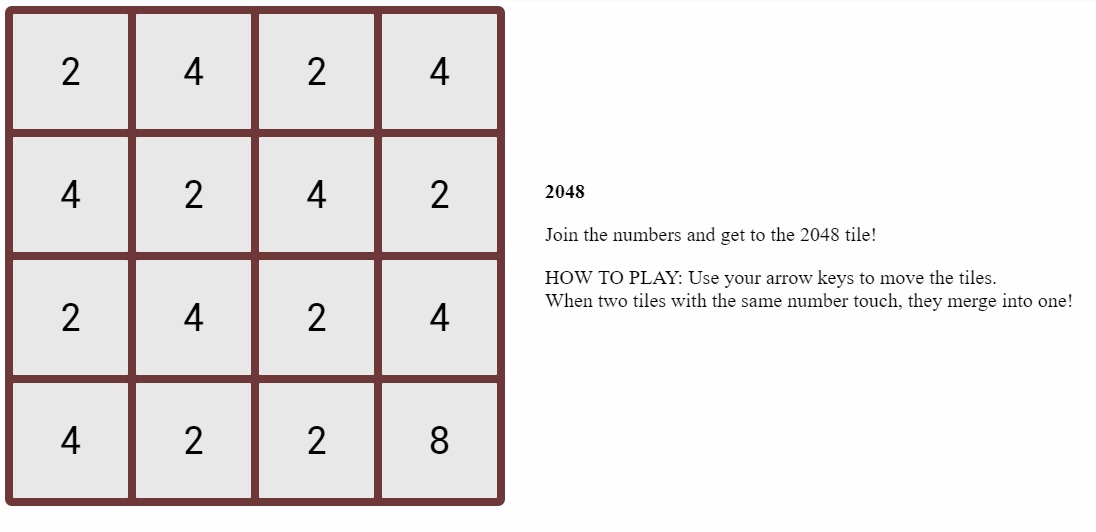 2 4 2 4
4 2 4 2
2 4 2 4
4 2 2 8
2048
Join the numbers and get to the 2048 tile!
HOW TO PLAY: Use your arrow keys to move the tiles.
When two tiles with the same number touch, they merge into one!